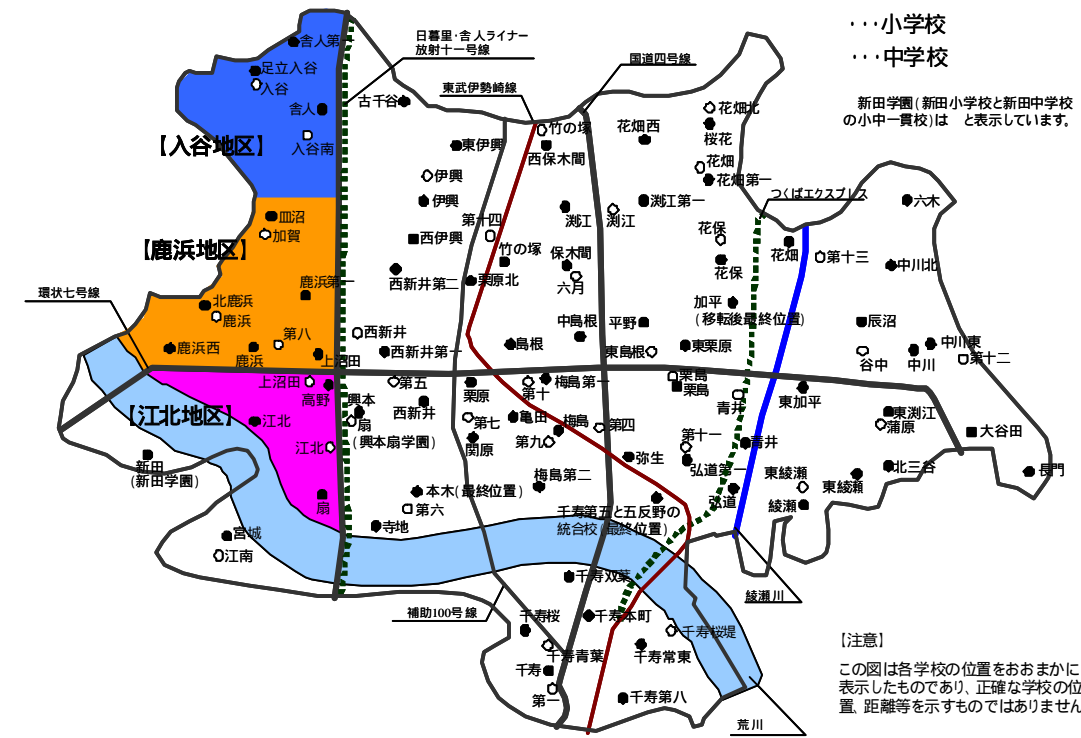 ・・・小学校
・・・中学校
新田学園(新田小学校と新田中学校
の小中一貫校)は　と表示しています。
日暮里・舎人ライナー
放射十一号線
国道四号線
東武伊勢崎線
つくばエクスプレス
環状七号線
補助100号線
綾瀬川
荒川
【入谷地区】
【鹿浜地区】
【江北地区】
舎人第一
足立入谷
入谷
舎人
入谷南
古千谷
東伊興
伊興
伊興
西伊興
西新井第二
竹の塚
西保木間
花畑西
花畑北
桜花
花畑
花畑第一
第十四
渕江
渕江
渕江第一
竹の塚
保木間
六月
栗原北
花保
花保
花畑
第十三
六木
中川北
皿沼
加賀
鹿浜第一
北鹿浜
鹿浜
第八
鹿浜西
鹿浜
上沼田
西新井
西新井第一
島根
中島根
平野
加平
(移転後最終位置)
東島根
東栗原
辰沼
谷中
中川
中川東
第十二
上沼田
高野
興本
扇
(興本扇学園)
第五
西新井
栗原
第十
梅島第一
栗島
栗島
青井
東加平
江北
江北
扇
第七
亀田
梅島
第四
関原
第九
弥生
第十一
弘道第一
青井
東渕江
蒲原
大谷田
新田
(新田学園)
本木(最終位置)
第六
寺地
梅島第二
千寿第五と五反野の
統合校(最終位置)
弘道
東綾瀬
東綾瀬
綾瀬
北三谷
長門
宮城
江南
千寿双葉
千寿桜
千寿本町
千寿桜堤
千寿青葉
千寿常東
千寿
第一
千寿第八
【注意】
この図は各学校の位置をおおまかに
表示したものであり、正確な学校の位
置、距離等を示すものではありません